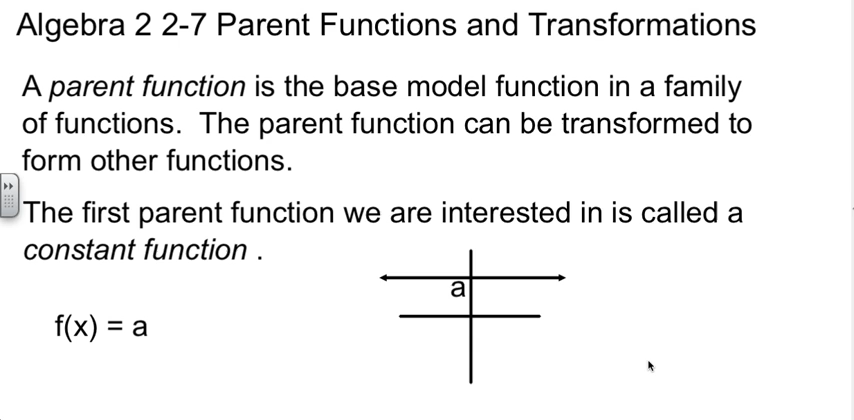 Algebra 2 2-7 Parent Functions and Transformations
A parent function is the base model function in a family
of functions. The parent function can be transformed to
form other functions.
The first parent function we are interested in is called a
constant function .
a
f(x) = a